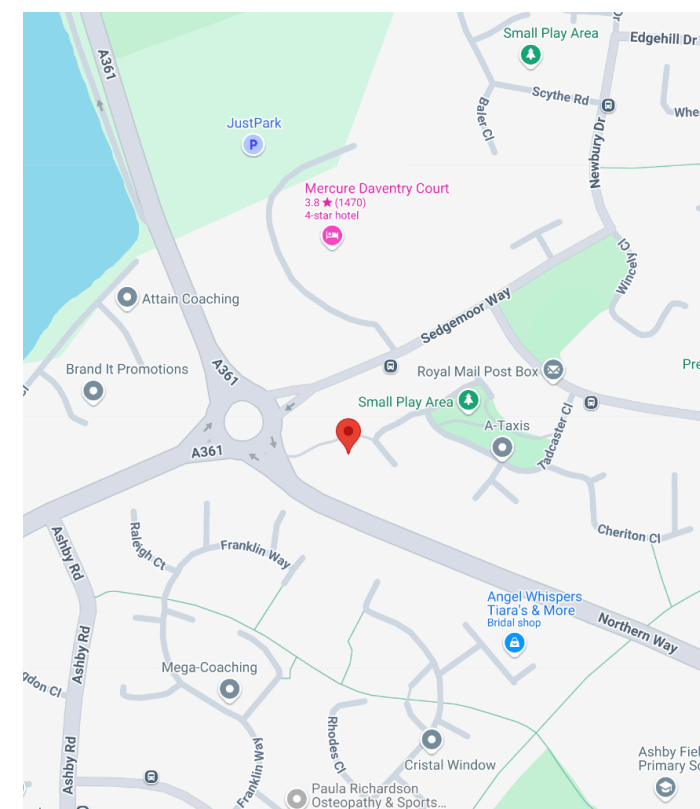 Small Play Area
Edgehill Dr
A361
Scythe Rd
Whe
Baler Cl
JustPark
P
Newbury Dr
Mercure Daventry Court
3.8 ★ (1470)
4-star hotel
Wincey Cl
Attain Coaching
Sedgemoor Way
A361
Brand It Promotions
Royal Mail Post Box
Pre
Small Play Area
A-Taxis
Tadcaster Cl
A361
Ashby Rd
Raleigh Ct
Franklin Way
Cheriton Cl
Angel Whispers
Tiara's & More
Bridal shop
Northern Way
Ashby Rd
Mega-Coaching
gdon Cl
Rhodes Cl
Ashby Rd
Franklin Way
Cristal Window
Ashby Fiel
Primary Sc
Paula Richardson
Osteopathy & Sports...